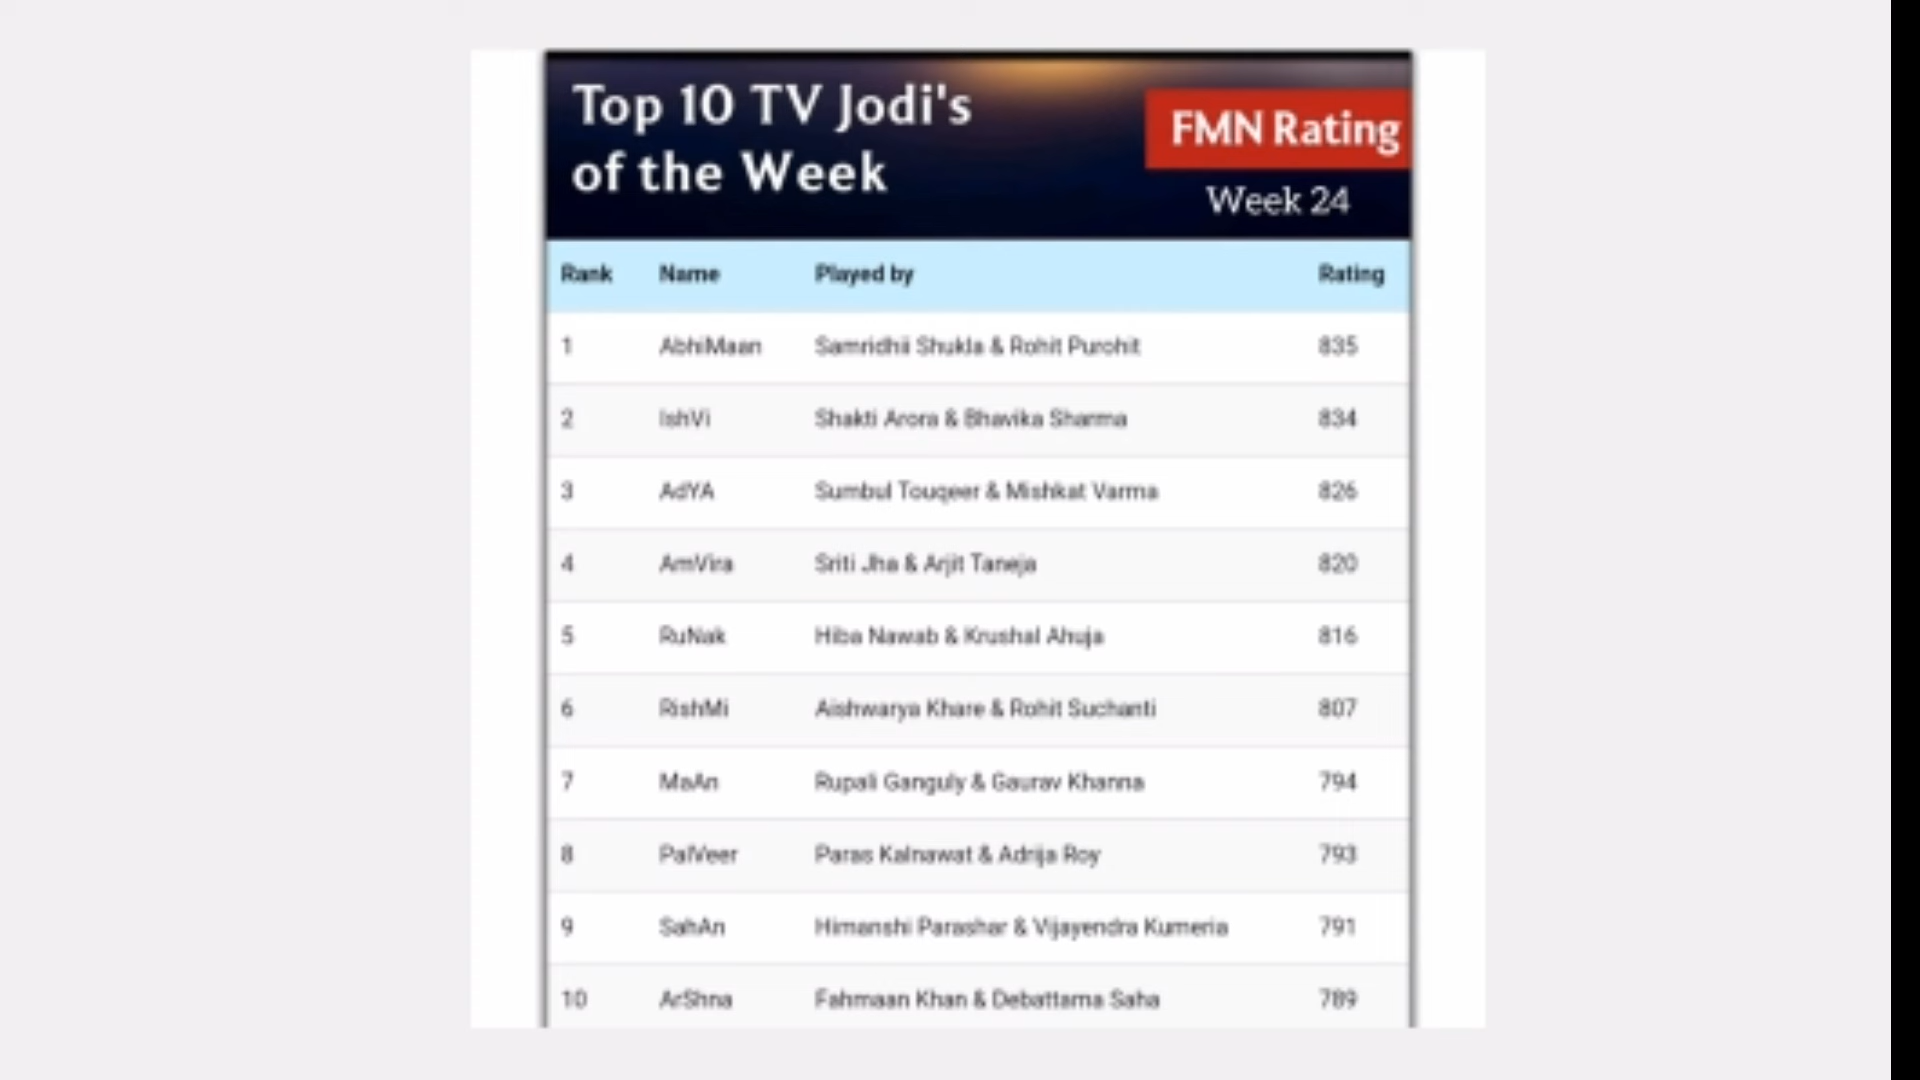 Top 10 TV Jodi's
of the Week
FMN Rating
Week 24
Rank Name Played by Rating
1 AbhiMaan Samridhii Shukla & Rohit Purohit 835
2 IshVi Shakti Arora & Bhavika Sharma 834
3 AdYA Sumbul Touqeer & Mishkat Varma 826
4 AmVira Sriti Jha & Arjit Taneja 820
5 RuNak Hiba Nawab & Krushal Ahuja 816
6 RishMi Aishwarya Khare & Rohit Suchanti 807
7 MaAn Rupali Ganguly & Gaurav Khanna 794
8 PalVeer Paras Kalnawat & Adrija Roy 793
9 SahAn Himanshi Parashar & Vijayendra Kumeria 791
10 ArShna Fahmaan Khan & Debattama Saha 789